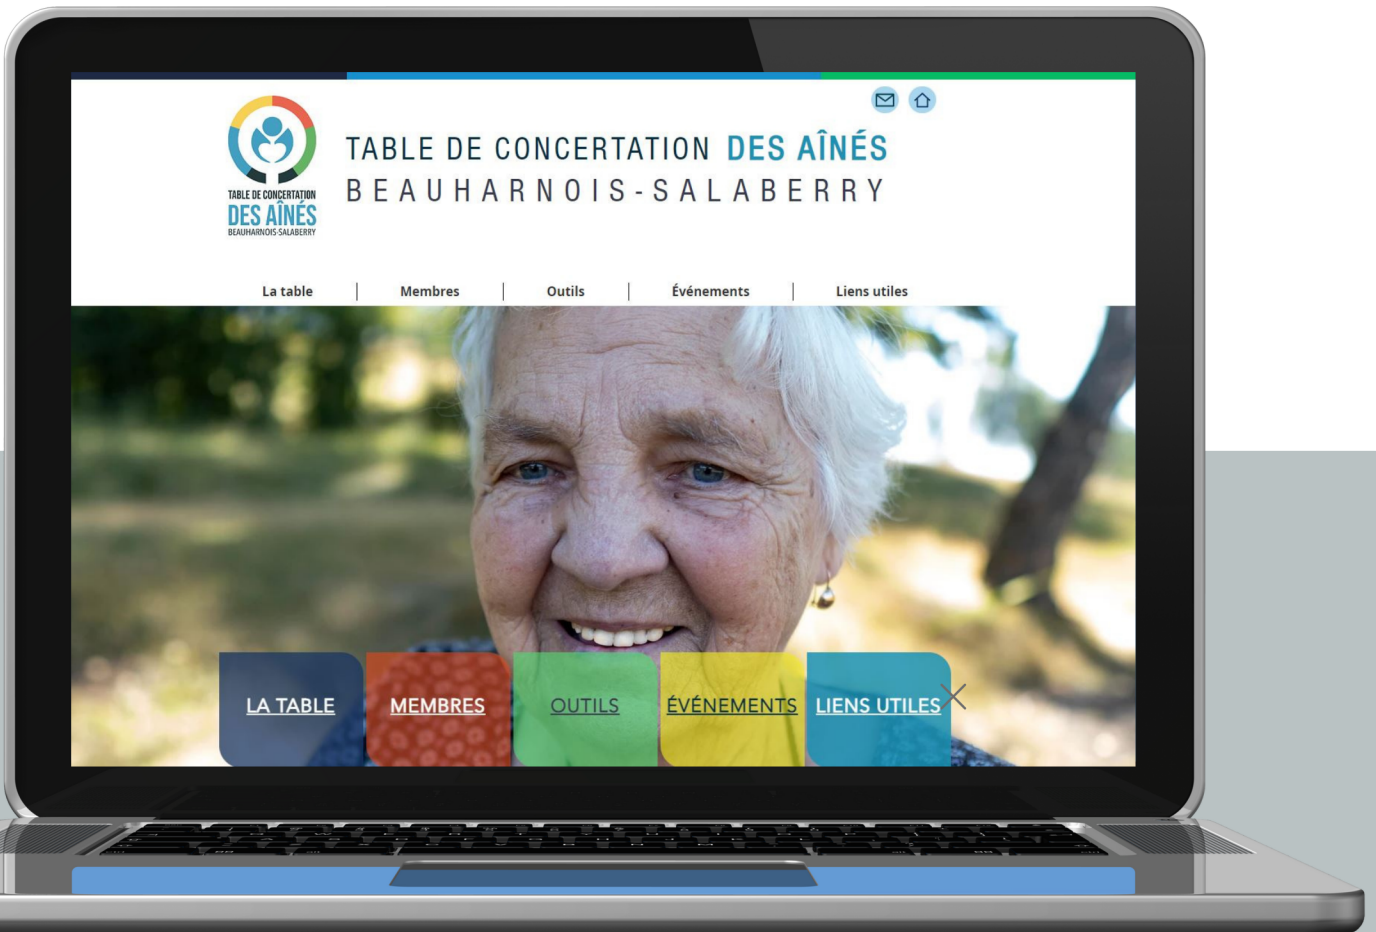 TABLE DE CONCERTATION DES AÎNÉS
BEAUHARNOIS-SALABERRY
TABLE DE CONCERTATION
DES AÎNÉS
BEAUHARNOIS-SALABERRY
La table
Membres
Outils
Événements
Liens utiles
LA TABLE
MEMBRES
OUTILS
ÉVÉNEMENTS
LIENS UTILES